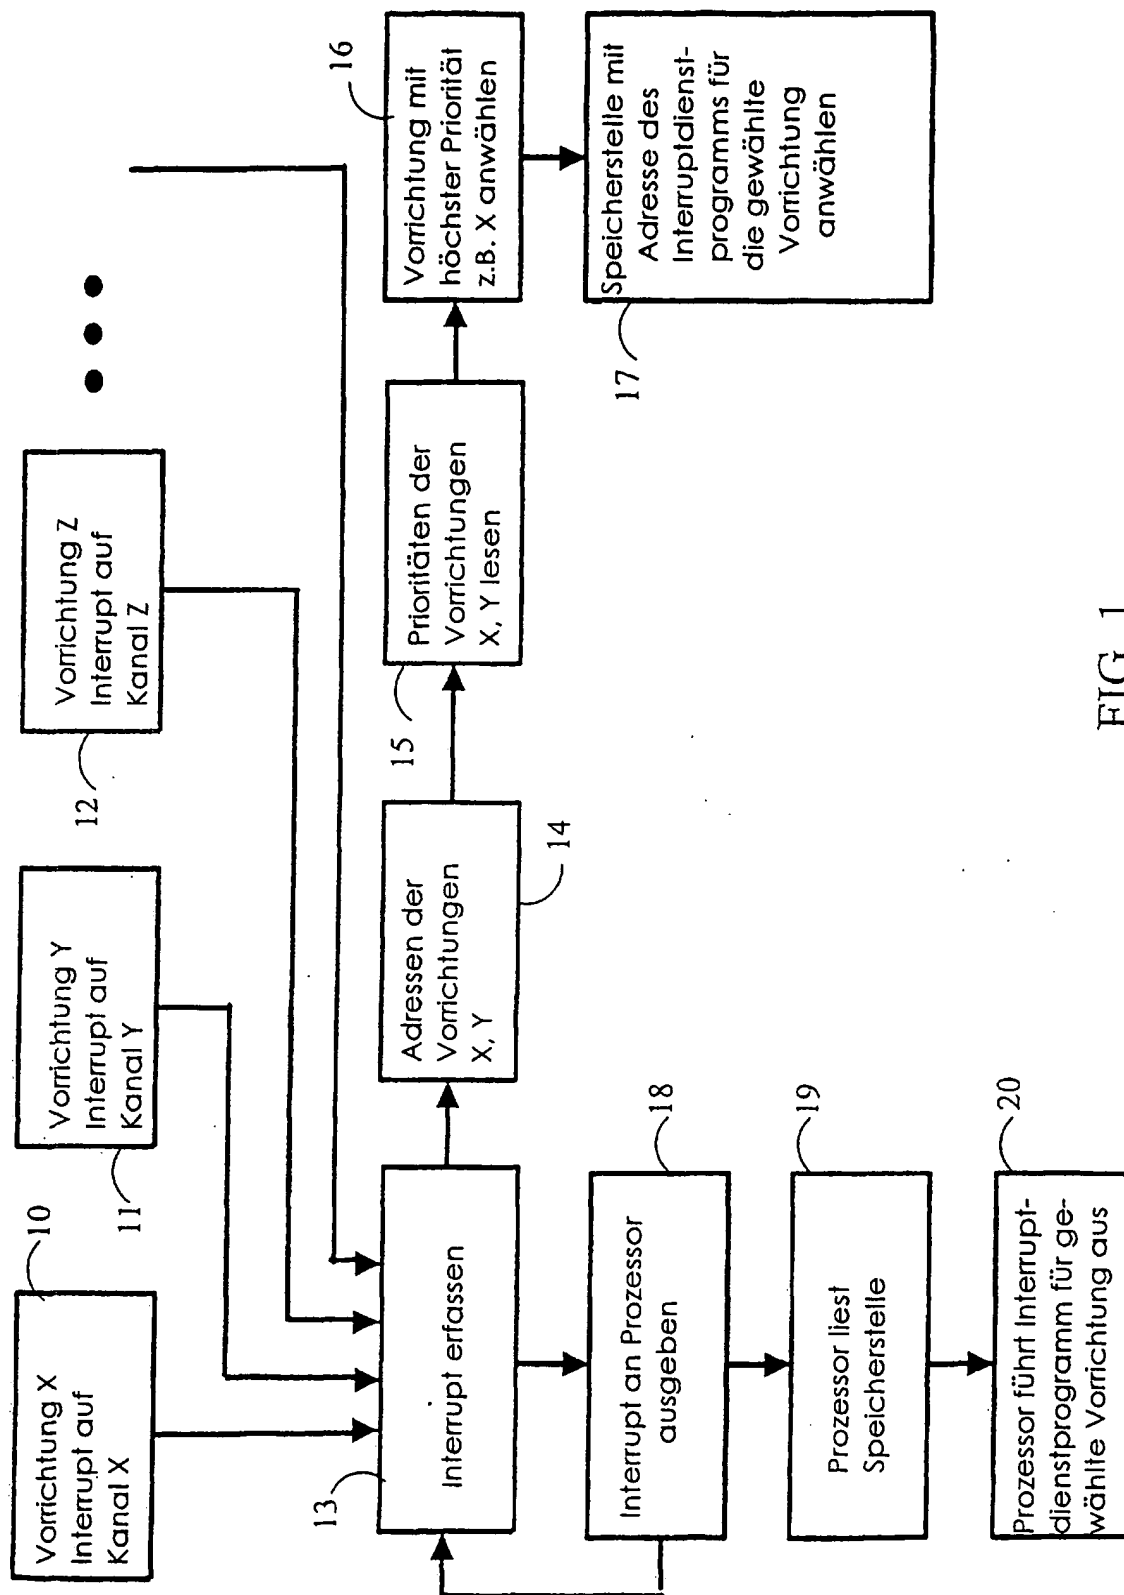 Vorrichtung X
Interrupt auf
Kanal X
10
Vorrichtung Y
Interrupt auf
Kanal Y
11
Vorrichtung Z
Interrupt auf
Kanal Z
12
13
Interrupt erfassen
Adressen der
Vorrichtungen
X, Y
14
15
Prioritäten der
Vorrichtungen
X, Y lesen
16
Vorrichtung mit
höchster Priorität
z.B. X anwählen
17
Speicherstelle mit
Adresse des
Interruptdienst-
programms für
die gewählte
Vorrichtung
anwählen
18
Interrupt an Prozessor
ausgeben
19
Prozessor liest
Speicherstelle
20
Prozessor führt Interrupt-
dienstprogramm für ge-
wählte Vorrichtung aus
FIG. 1